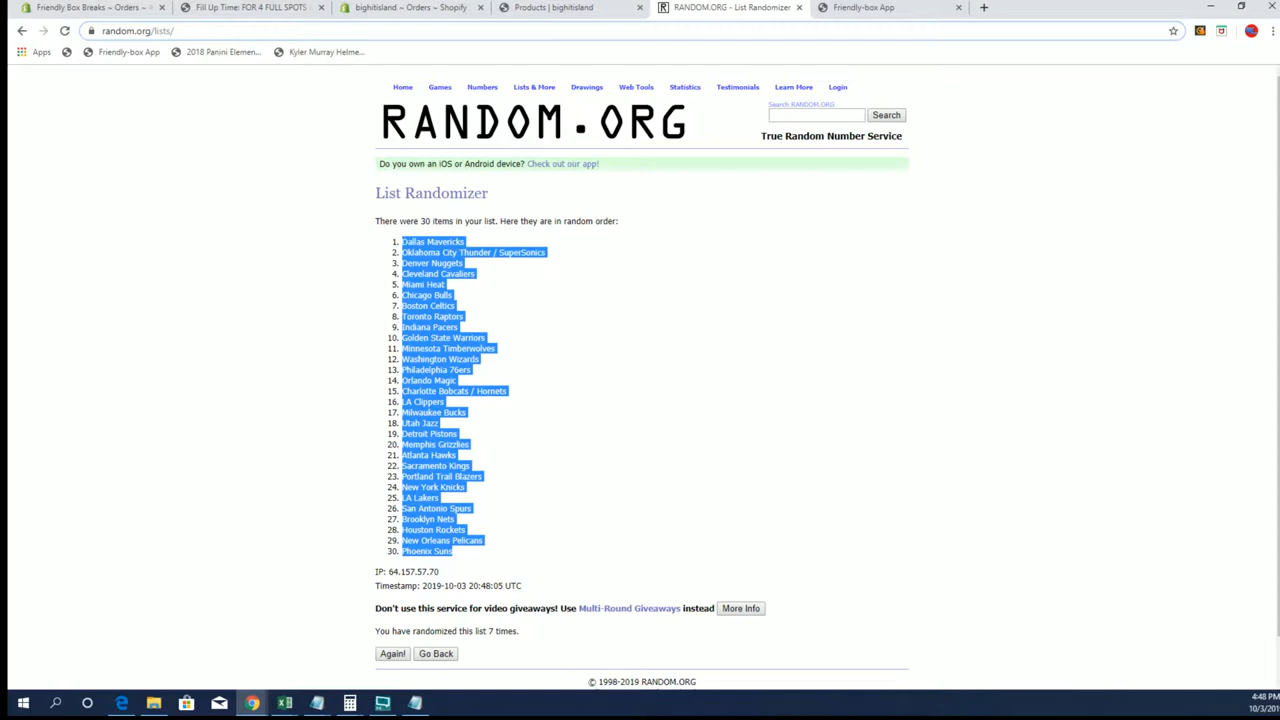 Friendly Box Breaks ~ Orders ~
Fill Up Time: FOR 4 FULL SPOTS
bighitisland ~ Orders ~ Shopify
Products | bighitisland
RANDOM.ORG - List Randomizer
Friendly-box App
random.org/lists/
Apps
Friendly-box App
2018 Panini Elemen...
Kyler Murray Helme...
Home
Games
Numbers
Lists & More
Drawings
Web Tools
Statistics
Testimonials
Learn More
Login
RANDOM.ORG
Search RANDOM.ORG
Search
True Random Number Service
Do you own an iOS or Android device? Check out our app!
List Randomizer
There were 30 items in your list. Here they are in random order:
1. Dallas Mavericks
2. Oklahoma City Thunder / SuperSonics
3. Denver Nuggets
4. Cleveland Cavaliers
5. Miami Heat
6. Chicago Bulls
7. Boston Celtics
8. Toronto Raptors
9. Indiana Pacers
10. Golden State Warriors
11. Minnesota Timberwolves
12. Washington Wizards
13. Philadelphia 76ers
14. Orlando Magic
15. Charlotte Bobcats / Hornets
16. LA Clippers
17. Milwaukee Bucks
18. Utah Jazz
19. Detroit Pistons
20. Memphis Grizzlies
21. Atlanta Hawks
22. Sacramento Kings
23. Portland Trail Blazers
24. New York Knicks
25. LA Lakers
26. San Antonio Spurs
27. Brooklyn Nets
28. Houston Rockets
29. New Orleans Pelicans
30. Phoenix Suns
IP: 64.157.57.70
Timestamp: 2019-10-03 20:48:05 UTC
Don't use this service for video giveaways! Use Multi-Round Giveaways instead
More Info
You have randomized this list 7 times.
Again!
Go Back
© 1998-2019 RANDOM.ORG
4:48 PM
10/3/2019